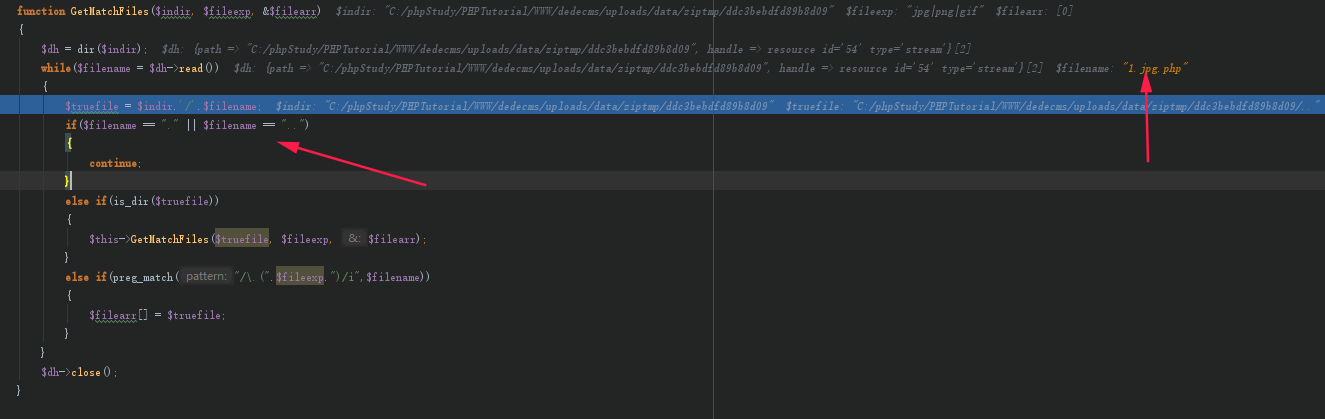 function GetMatchFiles($indir, $fileexp, &$filearr)  $indir: "C:/phpStudy/PHPTutorial/WWW/dedecms/uploads/data/ziptmp/ddc3bebdfd89b8d09"  $fileexp: "jpg|png|gif"  $filearr: [0]
{
$dh = dir($indir);  $dh: {path => "C:/phpStudy/PHPTutorial/WWW/dedecms/uploads/data/ziptmp/ddc3bebdfd89b8d09", handle => resource id='54' type='stream'}[2]
while($filename = $dh->read())  $dh: {path => "C:/phpStudy/PHPTutorial/WWW/dedecms/uploads/data/ziptmp/ddc3bebdfd89b8d09", handle => resource id='54' type='stream'}[2]  $filename: "1.jpg.php"
{
$truefile = $indir.'/'.$filename;  $indir: "C:/phpStudy/PHPTutorial/WWW/dedecms/uploads/data/ziptmp/ddc3bebdfd89b8d09"  $truefile: "C:/phpStudy/PHPTutorial/WWW/dedecms/uploads/data/ziptmp/ddc3bebdfd89b8d09/.."
if($filename == "." || $filename == "..")
{
continue;
}
else if(is_dir($truefile))
{
$this->GetMatchFiles($truefile, $fileexp, &: $filearr);
}
else if(preg_match( pattern: "/\.(".$fileexp.")/i",$filename))
{
$filearr[] = $truefile;
}
}
$dh->close();
}